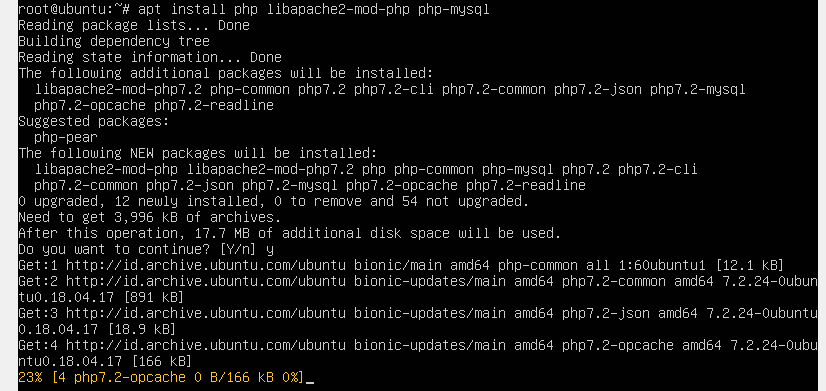 root@ubuntu:~# apt install php libapache2-mod-php php-mysql
Reading package lists... Done
Building dependency tree
Reading state information... Done
The following additional packages will be installed:
  libapache2-mod-php7.2 php-common php7.2 php7.2-cli php7.2-common php7.2-json php7.2-mysql
  php7.2-opcache php7.2-readline
Suggested packages:
  php-pear
The following NEW packages will be installed:
  libapache2-mod-php libapache2-mod-php7.2 php php-common php-mysql php7.2 php7.2-cli
  php7.2-common php7.2-json php7.2-mysql php7.2-opcache php7.2-readline
0 upgraded, 12 newly installed, 0 to remove and 54 not upgraded.
Need to get 3,996 kB of archives.
After this operation, 17.7 MB of additional disk space will be used.
Do you want to continue? [Y/n] y
Get:1 http://id.archive.ubuntu.com/ubuntu bionic/main amd64 php-common all 1:60ubuntu1 [12.1 kB]
Get:2 http://id.archive.ubuntu.com/ubuntu bionic-updates/main amd64 php7.2-common amd64 7.2.24-0ubun
tu0.18.04.17 [891 kB]
Get:3 http://id.archive.ubuntu.com/ubuntu bionic-updates/main amd64 php7.2-json amd64 7.2.24-0ubuntu
0.18.04.17 [18.9 kB]
Get:4 http://id.archive.ubuntu.com/ubuntu bionic-updates/main amd64 php7.2-opcache amd64 7.2.24-0ubu
ntu0.18.04.17 [166 kB]
23% [4 php7.2-opcache 0 B/166 kB 0%]_